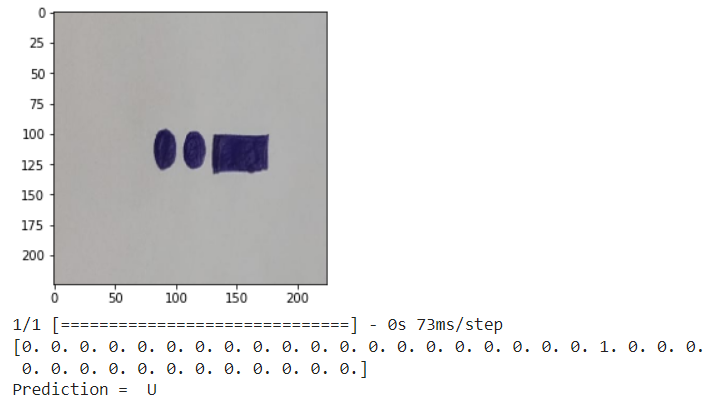 0
25
50
75
100
125
150
175
200
0 50 100 150 200
1/1 [==============================] - 0s 73ms/step
[0. 0. 0. 0. 0. 0. 0. 0. 0. 0. 0. 0. 0. 0. 0. 0. 0. 0. 0. 0. 1. 0. 0. 0.
0. 0. 0. 0. 0. 0. 0. 0. 0. 0. 0. 0.]
Prediction = U